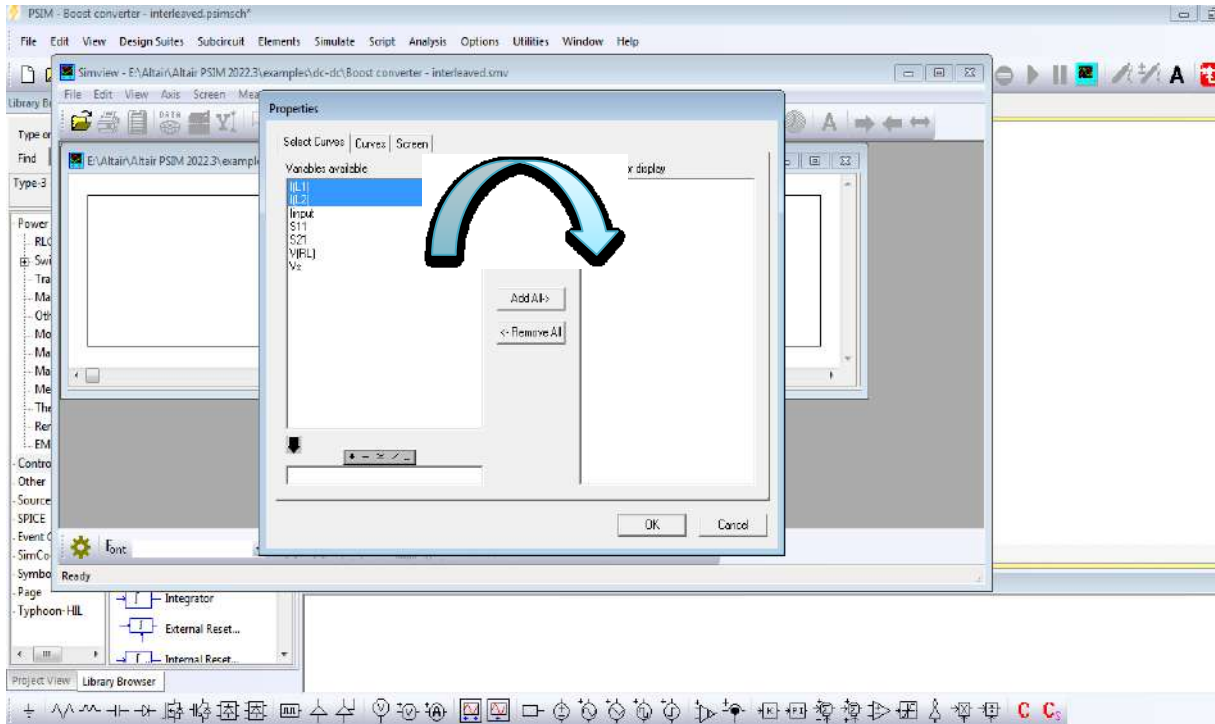 PSIM - Boost converter - interleaved.psimsch*
File Edit View Design Suites Subcircuit Elements Simulate Script Analysis Options Utilities Window Help
Simview - E:\Altair\Altair PSIM 2022.3\examples\dc-dc\Boost converter - interleaved.smv
File Edit View Axis Screen Mea
Library Br
Type or
Find
Type-3
E:\Altair\Altair PSIM 2022.3\exampl
Properties
Select Curves Curves Screen
Variables available
r display
I(L1)
I(L2)
Iinput
S11
S21
V(RL)
Add All->
<- Remove All
OK Cancel
Power
RLC
Swi
Tra
Ma
Oth
Mo
Ma
Ma
Me
The
Ren
EM
Contro
Other
Source
SPICE
Event C
SimCo
Symbo
Page
Typhoon-HIL
Font
Ready
Integrator
External Reset...
Internal Reset...
Project View Library Browser